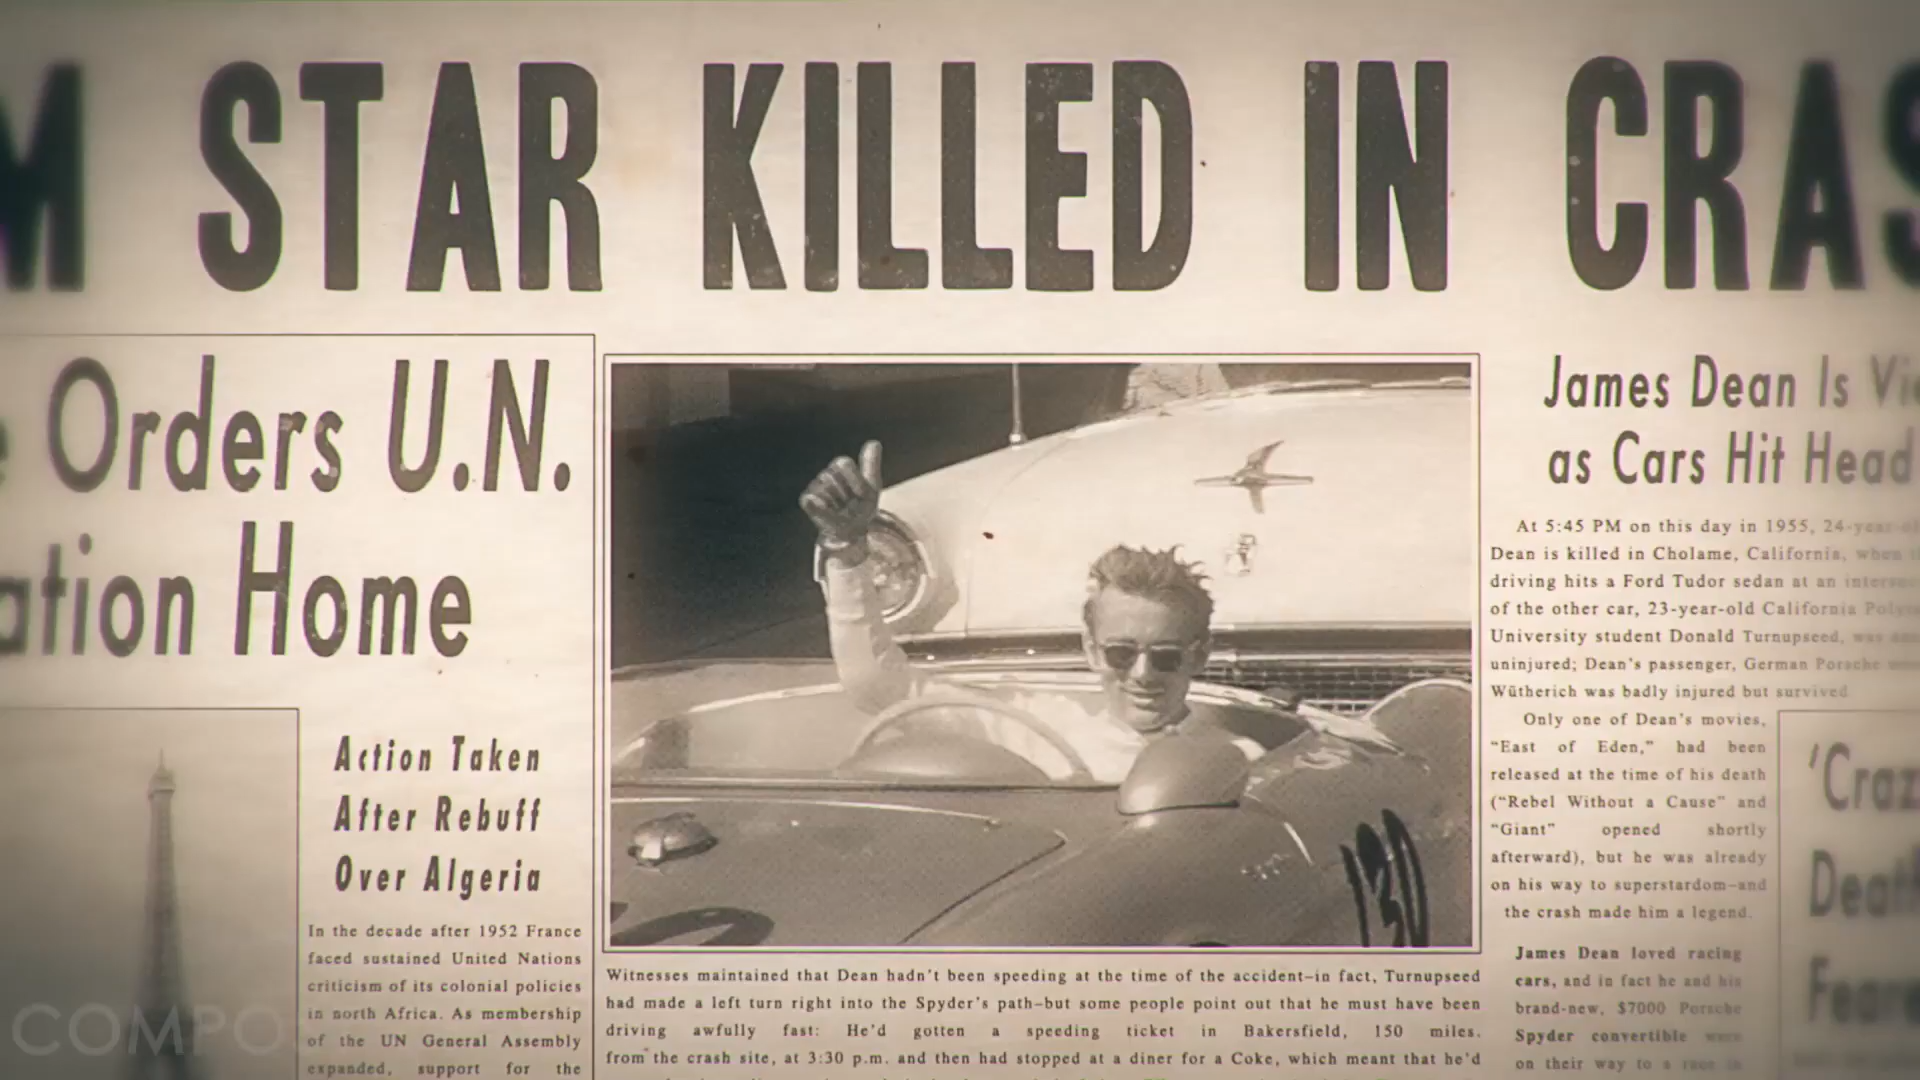 STAR KILLED IN
Orders U.N.
Home
Action Taken
After Rebuff
Over Algeria
In the decade after 1952 France
faced sustained United Nations
criticism of its colonial policies
in north Africa. As membership
of the UN General Assembly
expanded, support for the
130
Witnesses maintained that Dean hadn't been speeding at the time of the accident–in fact, Turnupseed
had made a left turn right into the Spyder's path–but some people point out that he must have been
driving awfully fast: He'd gotten a speeding ticket in Bakersfield, 150 miles.
from the crash site, at 3:30 p.m. and then had stopped at a diner for a Coke, which meant that he'd
James Dean Is
as Cars Hit Head
At 5:45 PM on this day in 1955,
Dean is killed in Cholame, California, when
driving hits a Ford Tudor sedan at an
of the other car, 23-year-old California
University student Donald Turnupseed, was
uninjured; Dean's passenger, German Porsche
Wütherich was badly injured but survived
Only one of Dean's movies,
"East of Eden," had been
released at the time of his death
("Rebel Without a Cause" and
"Giant" opened shortly
afterward), but he was already
on his way to superstardom–and
the crash made him a legend.
James Dean loved racing
cars, and in fact he and his
brand-new, $7000 Porsche
Spyder convertible were
on their way to a race in
COMPO